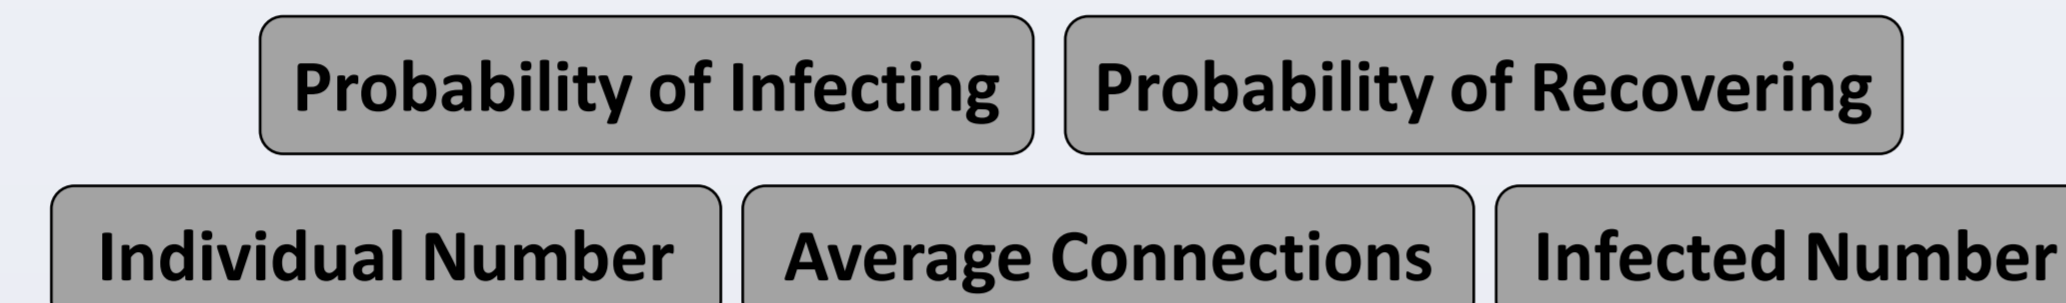 Probability of Infecting Probability of Recovering
Individual Number Average Connections Infected Number